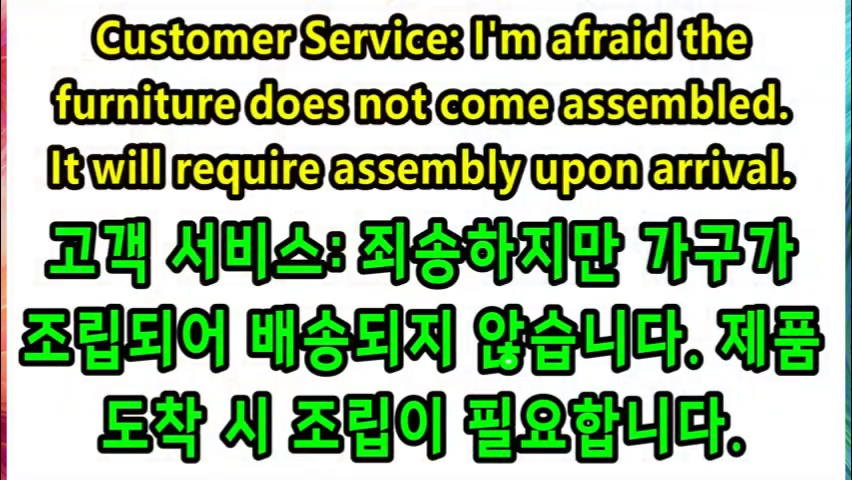 Customer Service: I'm afraid the
furniture does not come assembled.
It will require assembly upon arrival.
고객 서비스: 죄송하지만 가구가
조립되어 배송되지 않습니다. 제품
도착 시 조립이 필요합니다.